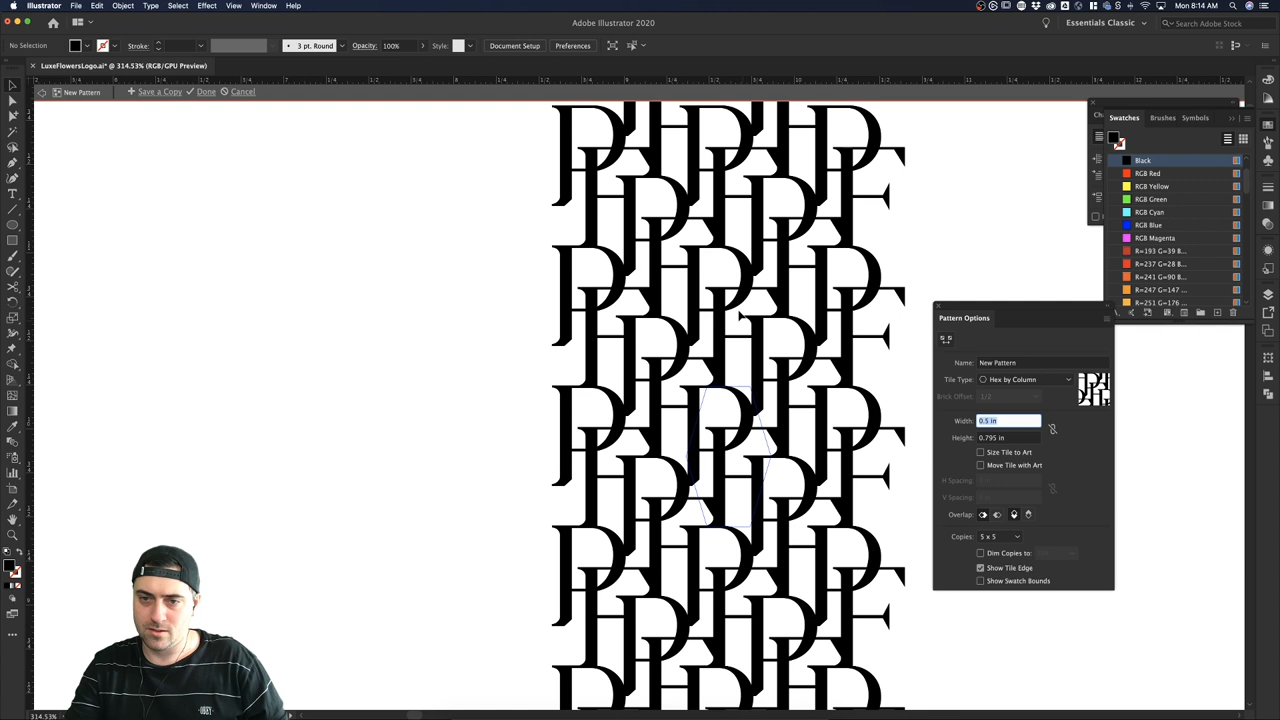 Illustrator File Edit Object Type Select Effect View Window Help
Mon 8:14 AM
Adobe Illustrator 2020
Essentials Classic
Search Adobe Stock
No Selection
Stroke:
3 pt. Round
Opacity: 100%
Style:
Document Setup
Preferences
LuxeFlowersLogo.ai* @ 314.53% (RGB/GPU Preview)
New Pattern
Save a Copy
Done
Cancel
Swatches
Brushes
Symbols
Black
RGB Red
RGB Yellow
RGB Green
RGB Cyan
RGB Blue
RGB Magenta
R=193 G=39 B...
R=237 G=28 B...
R=241 G=90 B...
R=247 G=147 ...
R=251 G=176 ...
Pattern Options
Name: New Pattern
Tile Type: Hex by Column
Brick Offset: 1/2
Width: 0.5 in
Height: 0.795 in
Size Tile to Art
Move Tile with Art
H Spacing:
V Spacing:
Overlap:
Copies: 5 x 5
Dim Copies to:
Show Tile Edge
Show Swatch Bounds
OBEY
314.53%